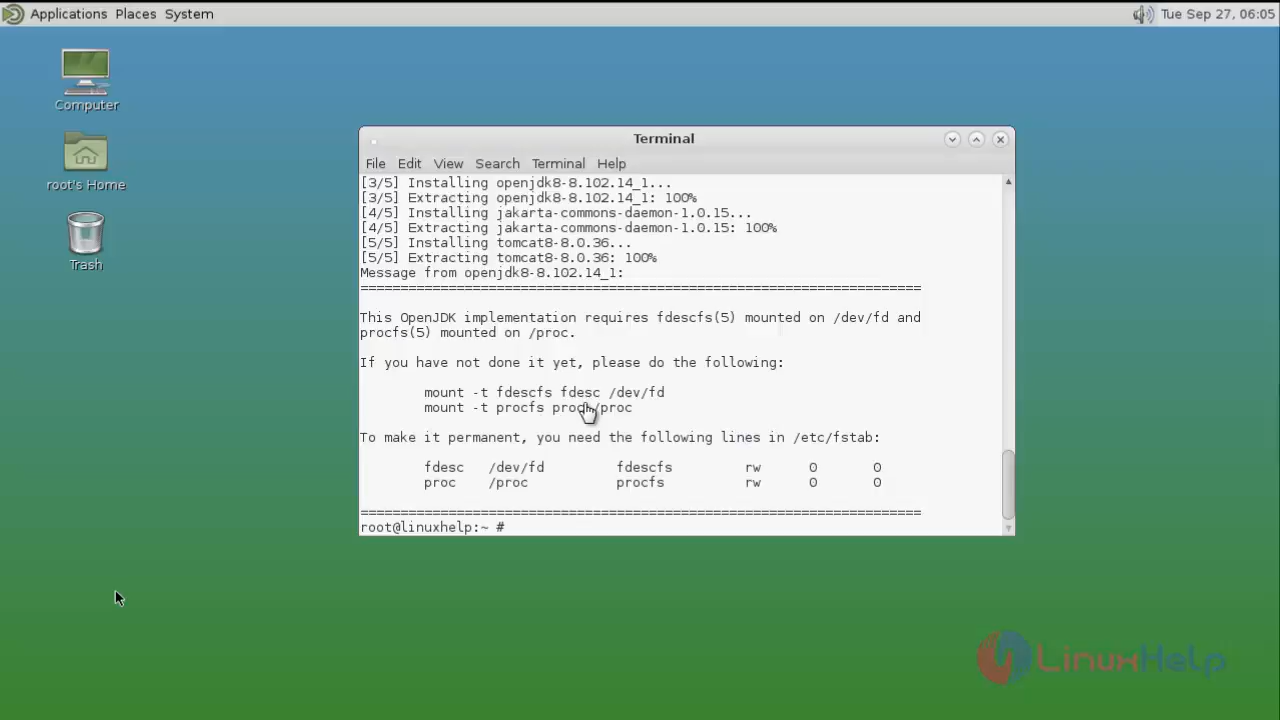 Applications Places System
Tue Sep 27, 06:05
Computer
root's Home
Trash
Terminal
File Edit View Search Terminal Help
[3/5] Installing openjdk8-8.102.14_1...
[3/5] Extracting openjdk8-8.102.14_1: 100%
[4/5] Installing jakarta-commons-daemon-1.0.15...
[4/5] Extracting jakarta-commons-daemon-1.0.15: 100%
[5/5] Installing tomcat8-8.0.36...
[5/5] Extracting tomcat8-8.0.36: 100%
Message from openjdk8-8.102.14_1:
======================================================================
This OpenJDK implementation requires fdescfs(5) mounted on /dev/fd and
procfs(5) mounted on /proc.
If you have not done it yet, please do the following:
mount -t fdescfs fdesc /dev/fd
mount -t procfs proc /proc
To make it permanent, you need the following lines in /etc/fstab:
fdesc /dev/fd fdescfs rw 0 0
proc /proc procfs rw 0 0
======================================================================
root@linuxhelp:~ #
LinuxHelp